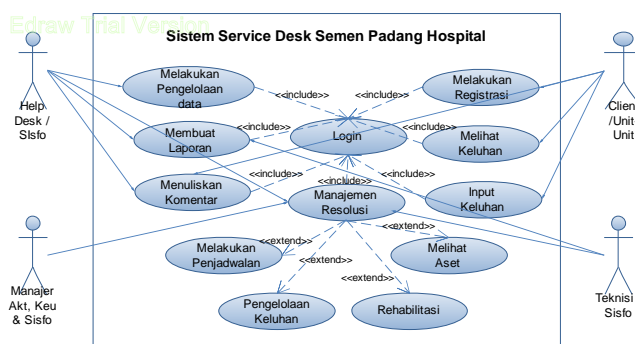 Edraw Trial Version
Sistem Service Desk Semen Padang Hospital
Melakukan
Pengelolaan
data
Melakukan
Registrasi
<<include>>
<<include>>
Help
Desk /
SIsfo
Client
/Unit-
Unit
Membuat
Laporan
<<include>>
Login
<<include>>
Melihat
Keluhan
Menuliskan
Komentar
<<include>>
<<include>>
Manajemen
Resolusi
Input
Keluhan
Melakukan
Penjadwalan
<<extend>>
<<extend>>
Melihat
Aset
<<extend>>
<<extend>>
Manajer
Akt, Keu
& Sisfo
Teknisi
Sisfo
Pengelolaan
Keluhan
Rehabilitasi